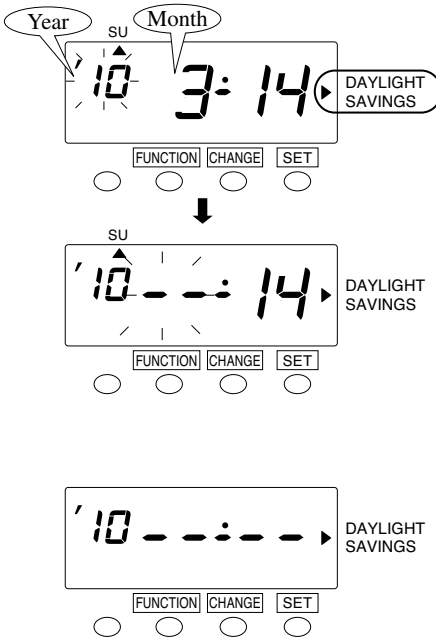 Year
Month
SU
'10 3: 14
DAYLIGHT
SAVINGS
FUNCTION CHANGE SET
SU
'10 - -: 14
DAYLIGHT
SAVINGS
FUNCTION CHANGE SET
'10 - -: - -
DAYLIGHT
SAVINGS
FUNCTION CHANGE SET